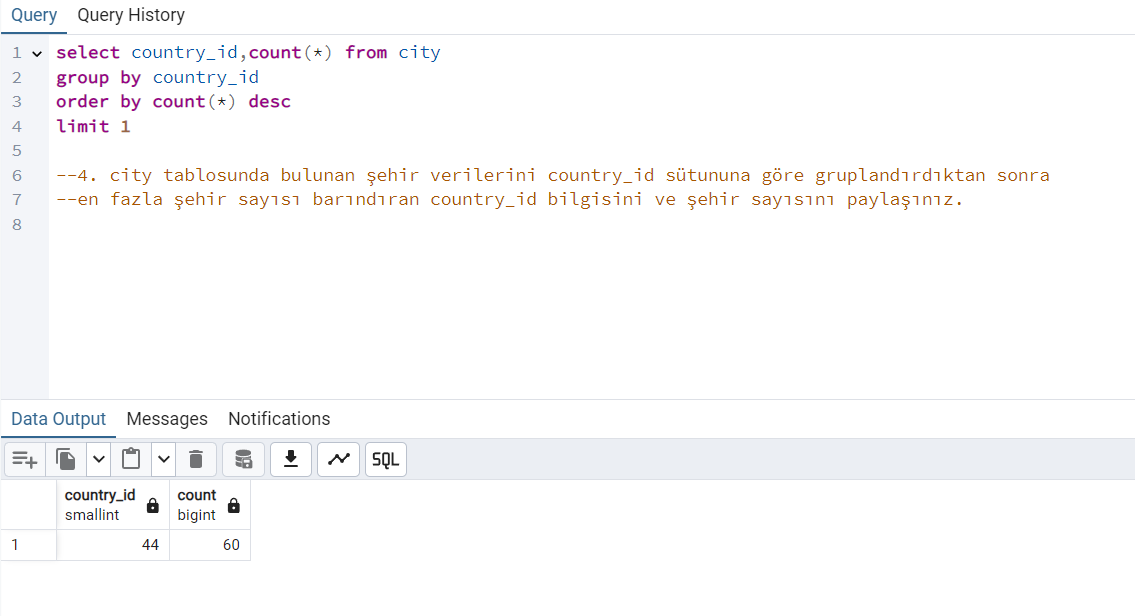 Query Query History
1 select country_id,count(*) from city
2 group by country_id
3 order by count(*) desc
4 limit 1
5
6 --4. city tablosunda bulunan şehir verilerini country_id sütununa göre gruplandırdıktan sonra
7 --en fazla şehir sayısı barındıran country_id bilgisini ve şehir sayısını paylaşınız.
8
Data Output Messages Notifications
SQL
country_id count
smallint bigint
1 44 60